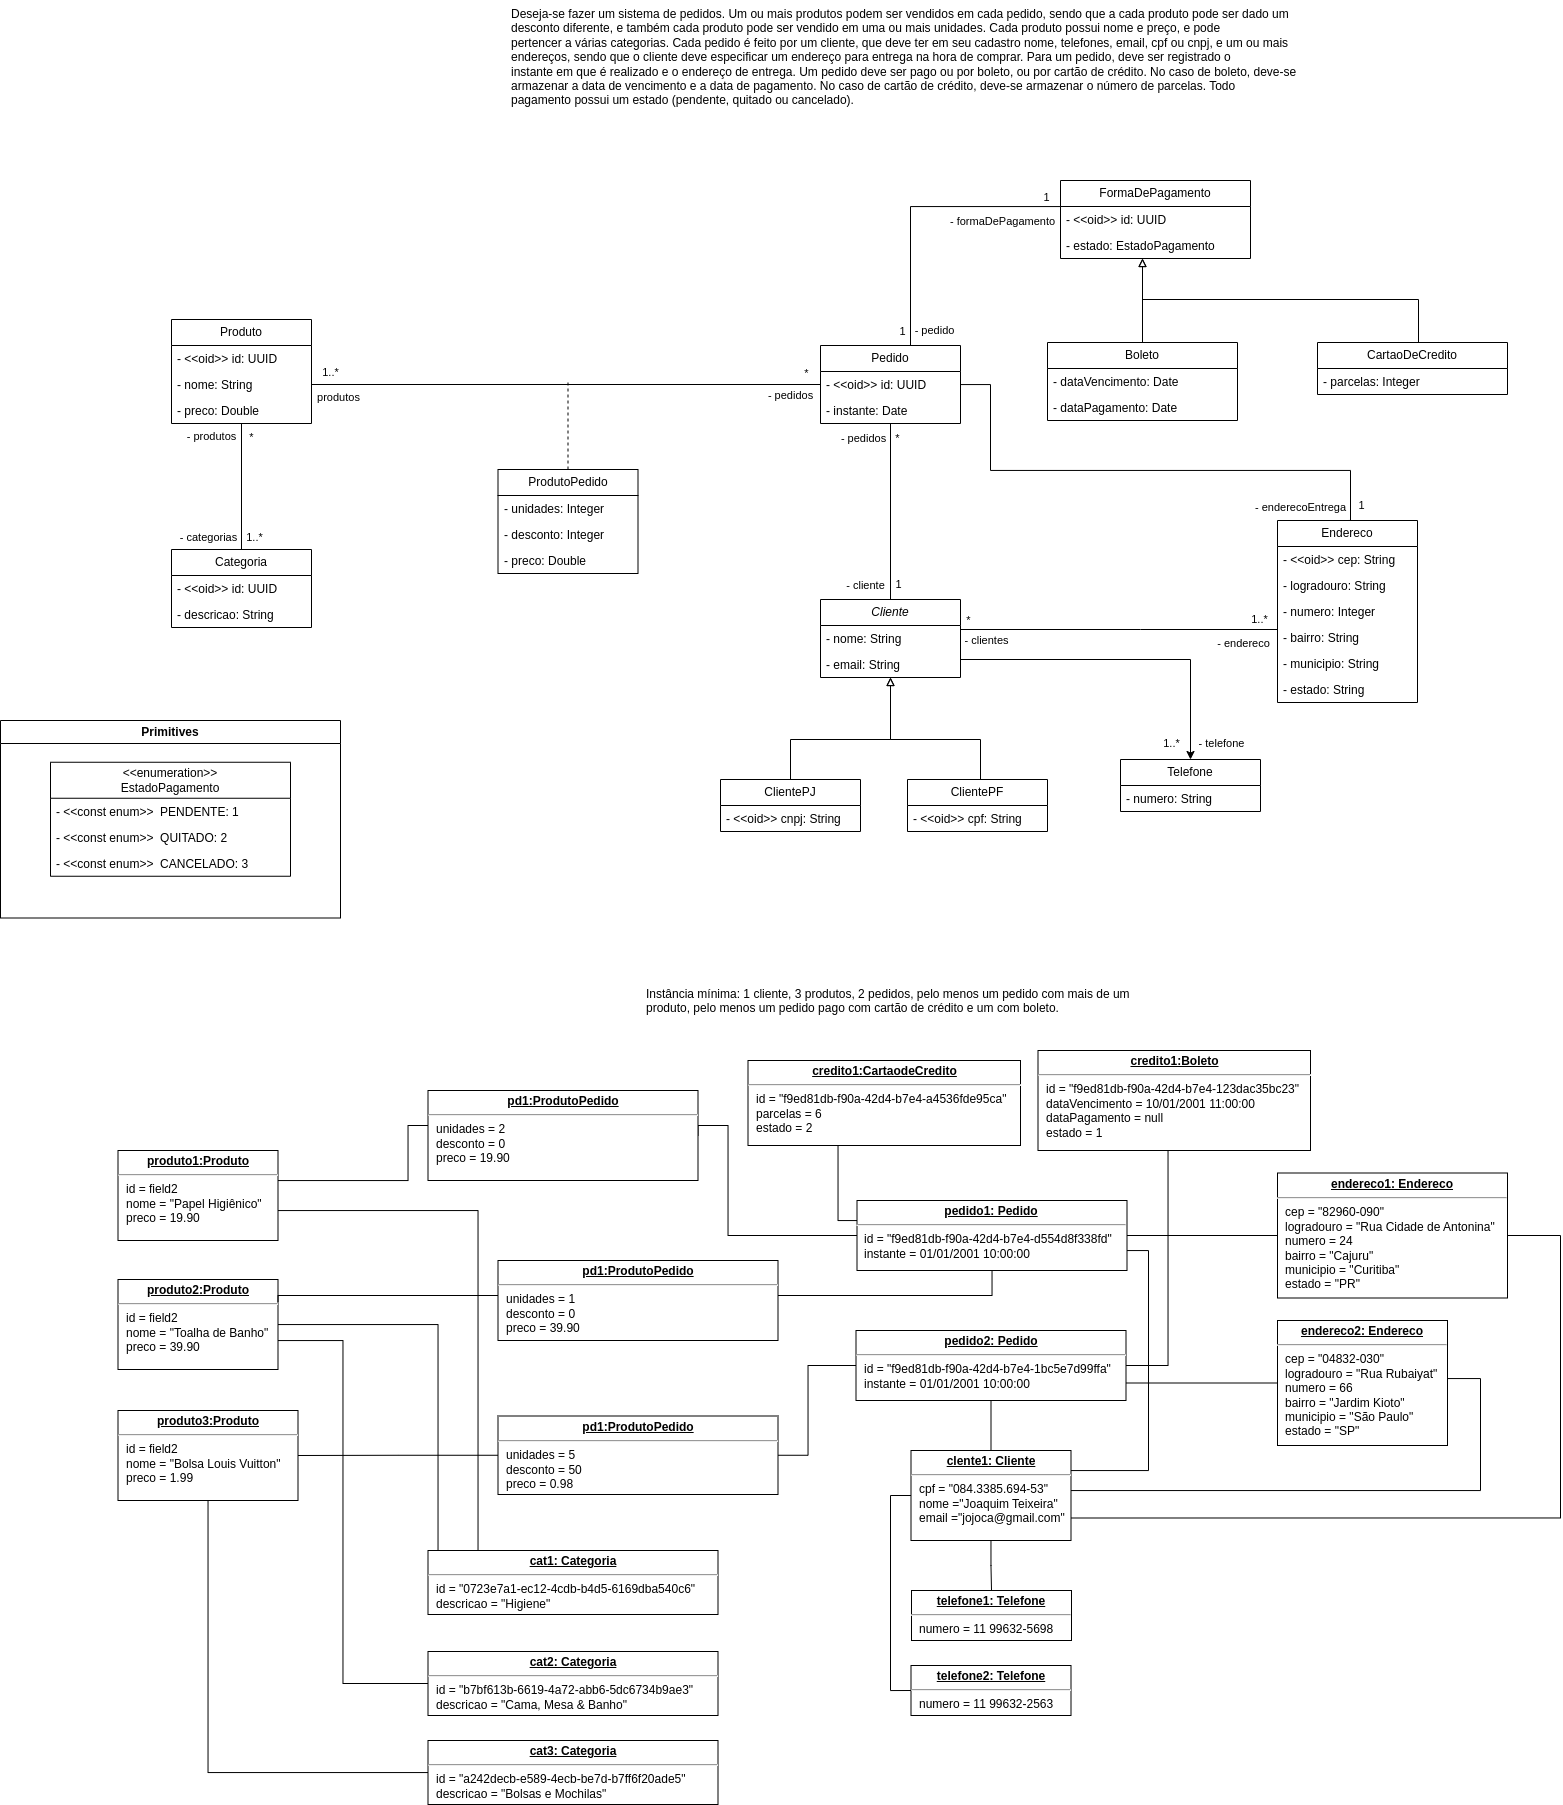 Deseja-se fazer um sistema de pedidos. Um ou mais produtos podem ser vendidos em cada pedido, sendo que a cada produto pode ser dado um
desconto diferente, e também cada produto pode ser vendido em uma ou mais unidades. Cada produto possui nome e preço, e pode
pertencer a várias categorias. Cada pedido é feito por um cliente, que deve ter em seu cadastro nome, telefones, email, cpf ou cnpj, e um ou mais
endereços, sendo que o cliente deve especificar um endereço para entrega na hora de comprar. Para um pedido, deve ser registrado o
instante em que é realizado e o endereço de entrega. Um pedido deve ser pago ou por boleto, ou por cartão de crédito. No caso de boleto, deve-se
armazenar a data de vencimento e a data de pagamento. No caso de cartão de crédito, deve-se armazenar o número de parcelas. Todo
pagamento possui um estado (pendente, quitado ou cancelado).
FormaDePagamento
- <<oid>> id: UUID
- estado: EstadoPagamento
1
- formaDePagamento
1
- pedido
Boleto
- dataVencimento: Date
- dataPagamento: Date
CartaoDeCredito
- parcelas: Integer
Produto
- <<oid>> id: UUID
- nome: String
- preco: Double
1..*
produtos
*
- pedidos
Pedido
- <<oid>> id: UUID
- instante: Date
- produtos
*
- categorias
1..*
Categoria
- <<oid>> id: UUID
- descricao: String
ProdutoPedido
- unidades: Integer
- desconto: Integer
- preco: Double
- pedidos
*
- cliente
1
- enderecoEntrega
1
Endereco
- <<oid>> cep: String
- logradouro: String
- numero: Integer
- bairro: String
- municipio: String
- estado: String
Cliente
- nome: String
- email: String
*
- clientes
1..*
- endereco
1..*
- telefone
Telefone
- numero: String
ClientePJ
- <<oid>> cnpj: String
ClientePF
- <<oid>> cpf: String
Primitives
<<enumeration>>
EstadoPagamento
- <<const enum>> PENDENTE: 1
- <<const enum>> QUITADO: 2
- <<const enum>> CANCELADO: 3
Instância mínima: 1 cliente, 3 produtos, 2 pedidos, pelo menos um pedido com mais de um
produto, pelo menos um pedido pago com cartão de crédito e um com boleto.
credito1:CartaodeCredito
id = "f9ed81db-f90a-42d4-b7e4-a4536fde95ca"
parcelas = 6
estado = 2
credito1:Boleto
id = "f9ed81db-f90a-42d4-b7e4-123dac35bc23"
dataVencimento = 10/01/2001 11:00:00
dataPagamento = null
estado = 1
pd1:ProdutoPedido
unidades = 2
desconto = 0
preco = 19.90
produto1:Produto
id = field2
nome = "Papel Higiênico"
preco = 19.90
pedido1: Pedido
id = "f9ed81db-f90a-42d4-b7e4-d554d8f338fd"
instante = 01/01/2001 10:00:00
endereco1: Endereco
cep = "82960-090"
logradouro = "Rua Cidade de Antonina"
numero = 24
bairro = "Cajuru"
municipio = "Curitiba"
estado = "PR"
pd1:ProdutoPedido
unidades = 1
desconto = 0
preco = 39.90
produto2:Produto
id = field2
nome = "Toalha de Banho"
preco = 39.90
pedido2: Pedido
id = "f9ed81db-f90a-42d4-b7e4-1bc5e7d99ffa"
instante = 01/01/2001 10:00:00
endereco2: Endereco
cep = "04832-030"
logradouro = "Rua Rubaiyat"
numero = 66
bairro = "Jardim Kioto"
municipio = "São Paulo"
estado = "SP"
produto3:Produto
id = field2
nome = "Bolsa Louis Vuitton"
preco = 1.99
pd1:ProdutoPedido
unidades = 5
desconto = 50
preco = 0.98
clente1: Cliente
cpf = "084.3385.694-53"
nome ="Joaquim Teixeira"
email ="jojoca@gmail.com"
cat1: Categoria
id = "0723e7a1-ec12-4cdb-b4d5-6169dba540c6"
descricao = "Higiene"
telefone1: Telefone
numero = 11 99632-5698
cat2: Categoria
id = "b7bf613b-6619-4a72-abb6-5dc6734b9ae3"
descricao = "Cama, Mesa & Banho"
telefone2: Telefone
numero = 11 99632-2563
cat3: Categoria
id = "a242decb-e589-4ecb-be7d-b7ff6f20ade5"
descricao = "Bolsas e Mochilas"